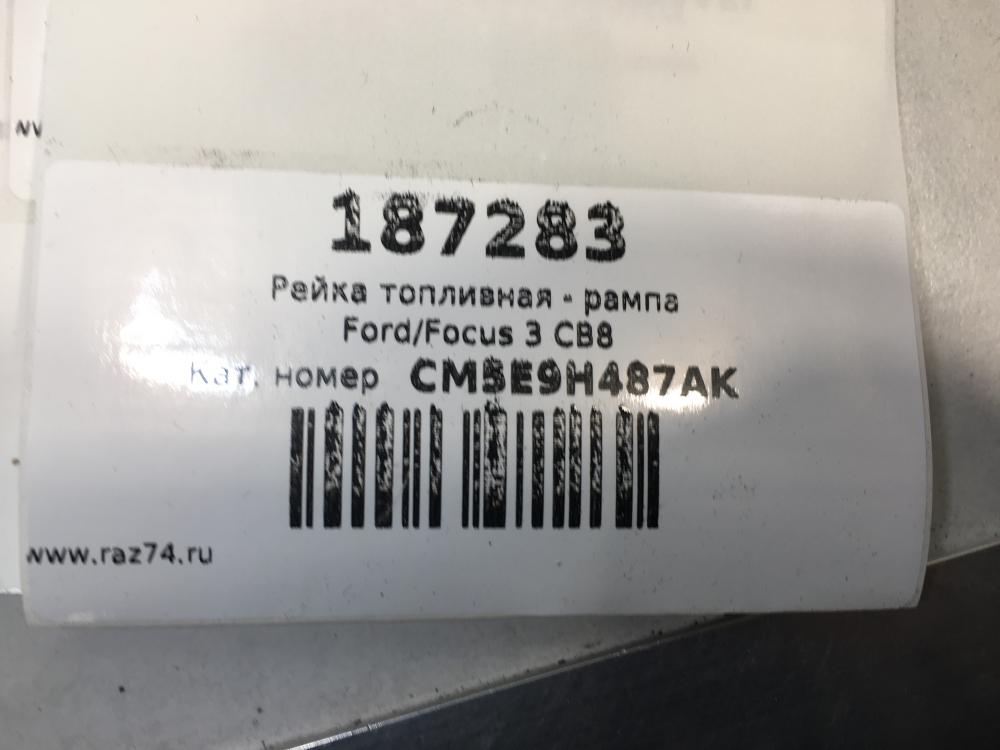 187283
Рейка топливная - рампа
Ford/Focus 3 CB8
Кат. номер CM5E9H487AK
www.raz74.ru